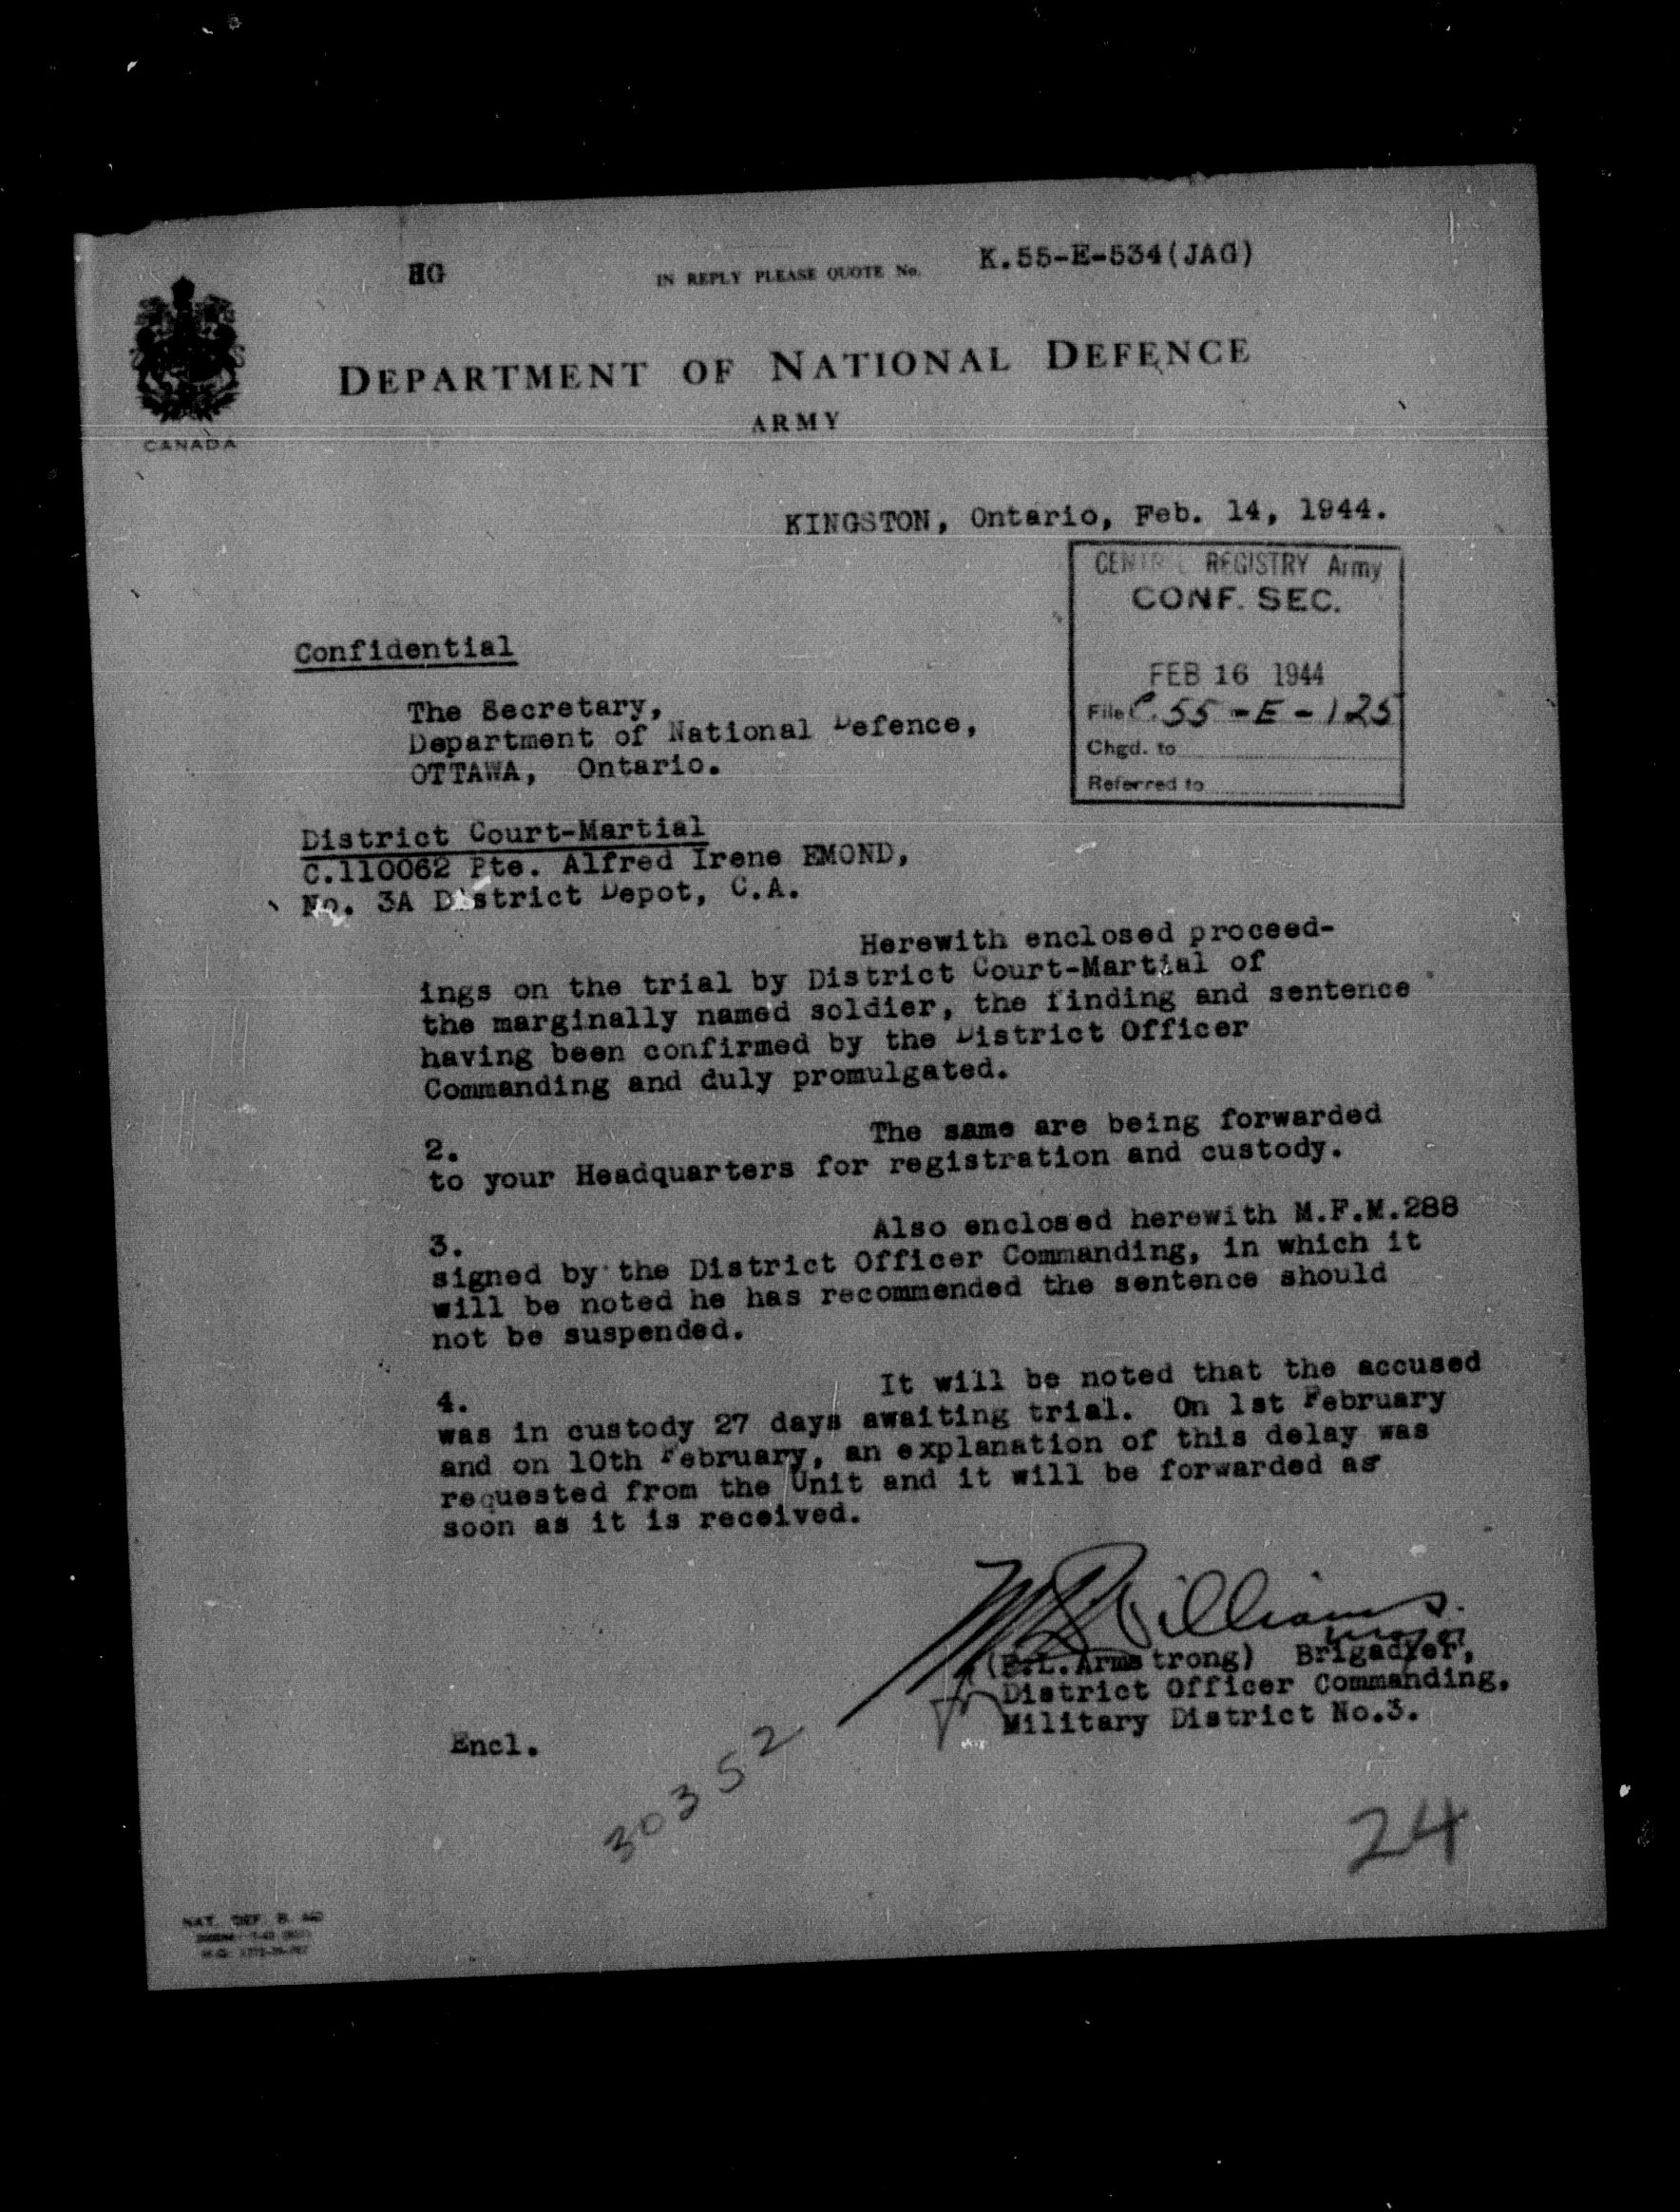 HG IN REPLY PLEASE QUOTE No. K.55-E-534(JAG)
DEPARTMENT OF NATIONAL DEFENCE
ARMY
CANADA
KINGSTON, Ontario, Feb. 14, 1944.
CENTRAL REGISTRY Army
CONF. SEC.
FEB 16 1944
File C.55-E-125
Chgd. to
Referred to
Confidential
The Secretary,
Department of National Defence,
OTTAWA, Ontario.
District Court-Martial
C.110062 Pte. Alfred Irene EMOND,
No. 3A District Depot, C.A.
Herewith enclosed proceed-
ings on the trial by District Court-Martial of
the marginally named soldier, the finding and sentence
having been confirmed by the District Officer
Commanding and duly promulgated.
2. The same are being forwarded
to your Headquarters for registration and custody.
3. Also enclosed herewith M.F.M.288
signed by the District Officer Commanding, in which it
will be noted he has recommended the sentence should
not be suspended.
4. It will be noted that the accused
was in custody 27 days awaiting trial. On 1st February
and on 10th February, an explanation of this delay was
requested from the Unit and it will be forwarded as
soon as it is received.
Williams
Major
(B.L.Armstrong) Brigadier,
for District Officer Commanding,
Military District No.3.
Encl.
30352
24
NAT. DEF. B.